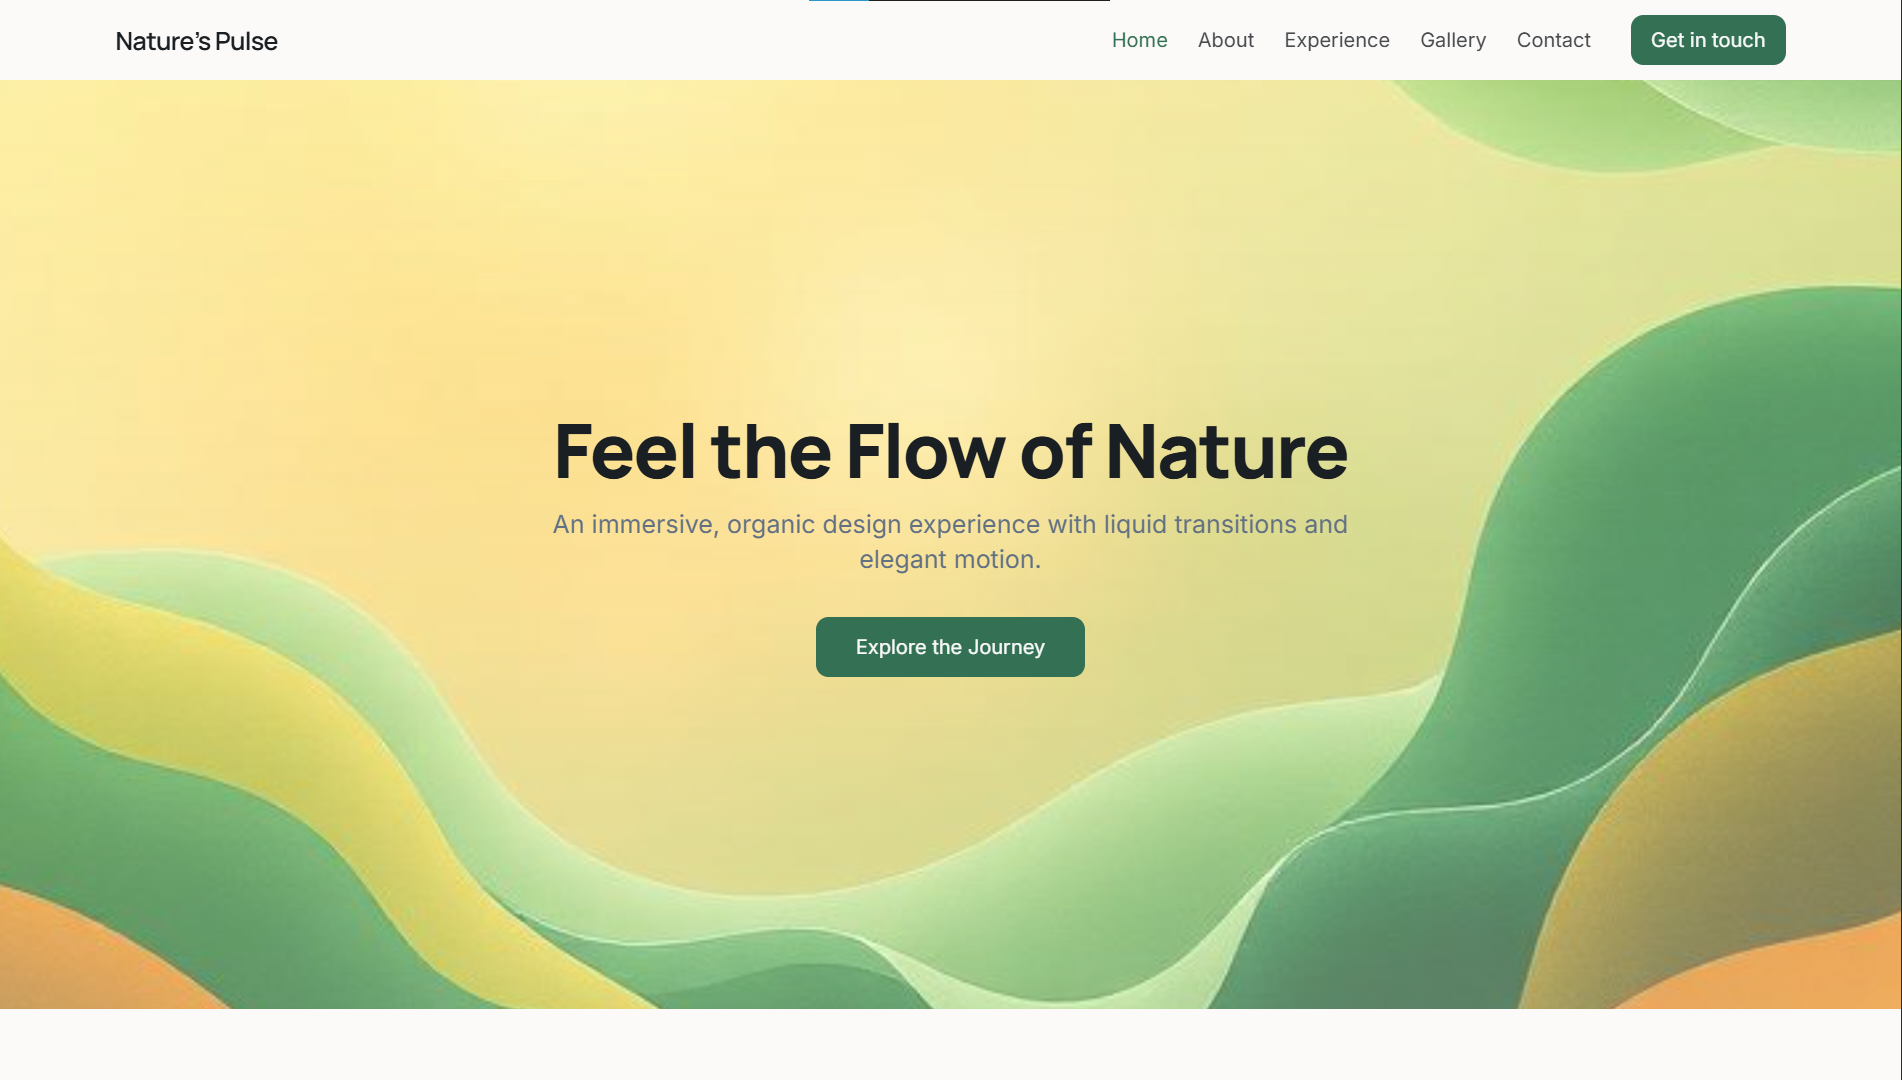 Nature's Pulse
Home
About
Experience
Gallery
Contact
Get in touch
Feel the Flow of Nature
An immersive, organic design experience with liquid transitions and
elegant motion.
Explore the Journey